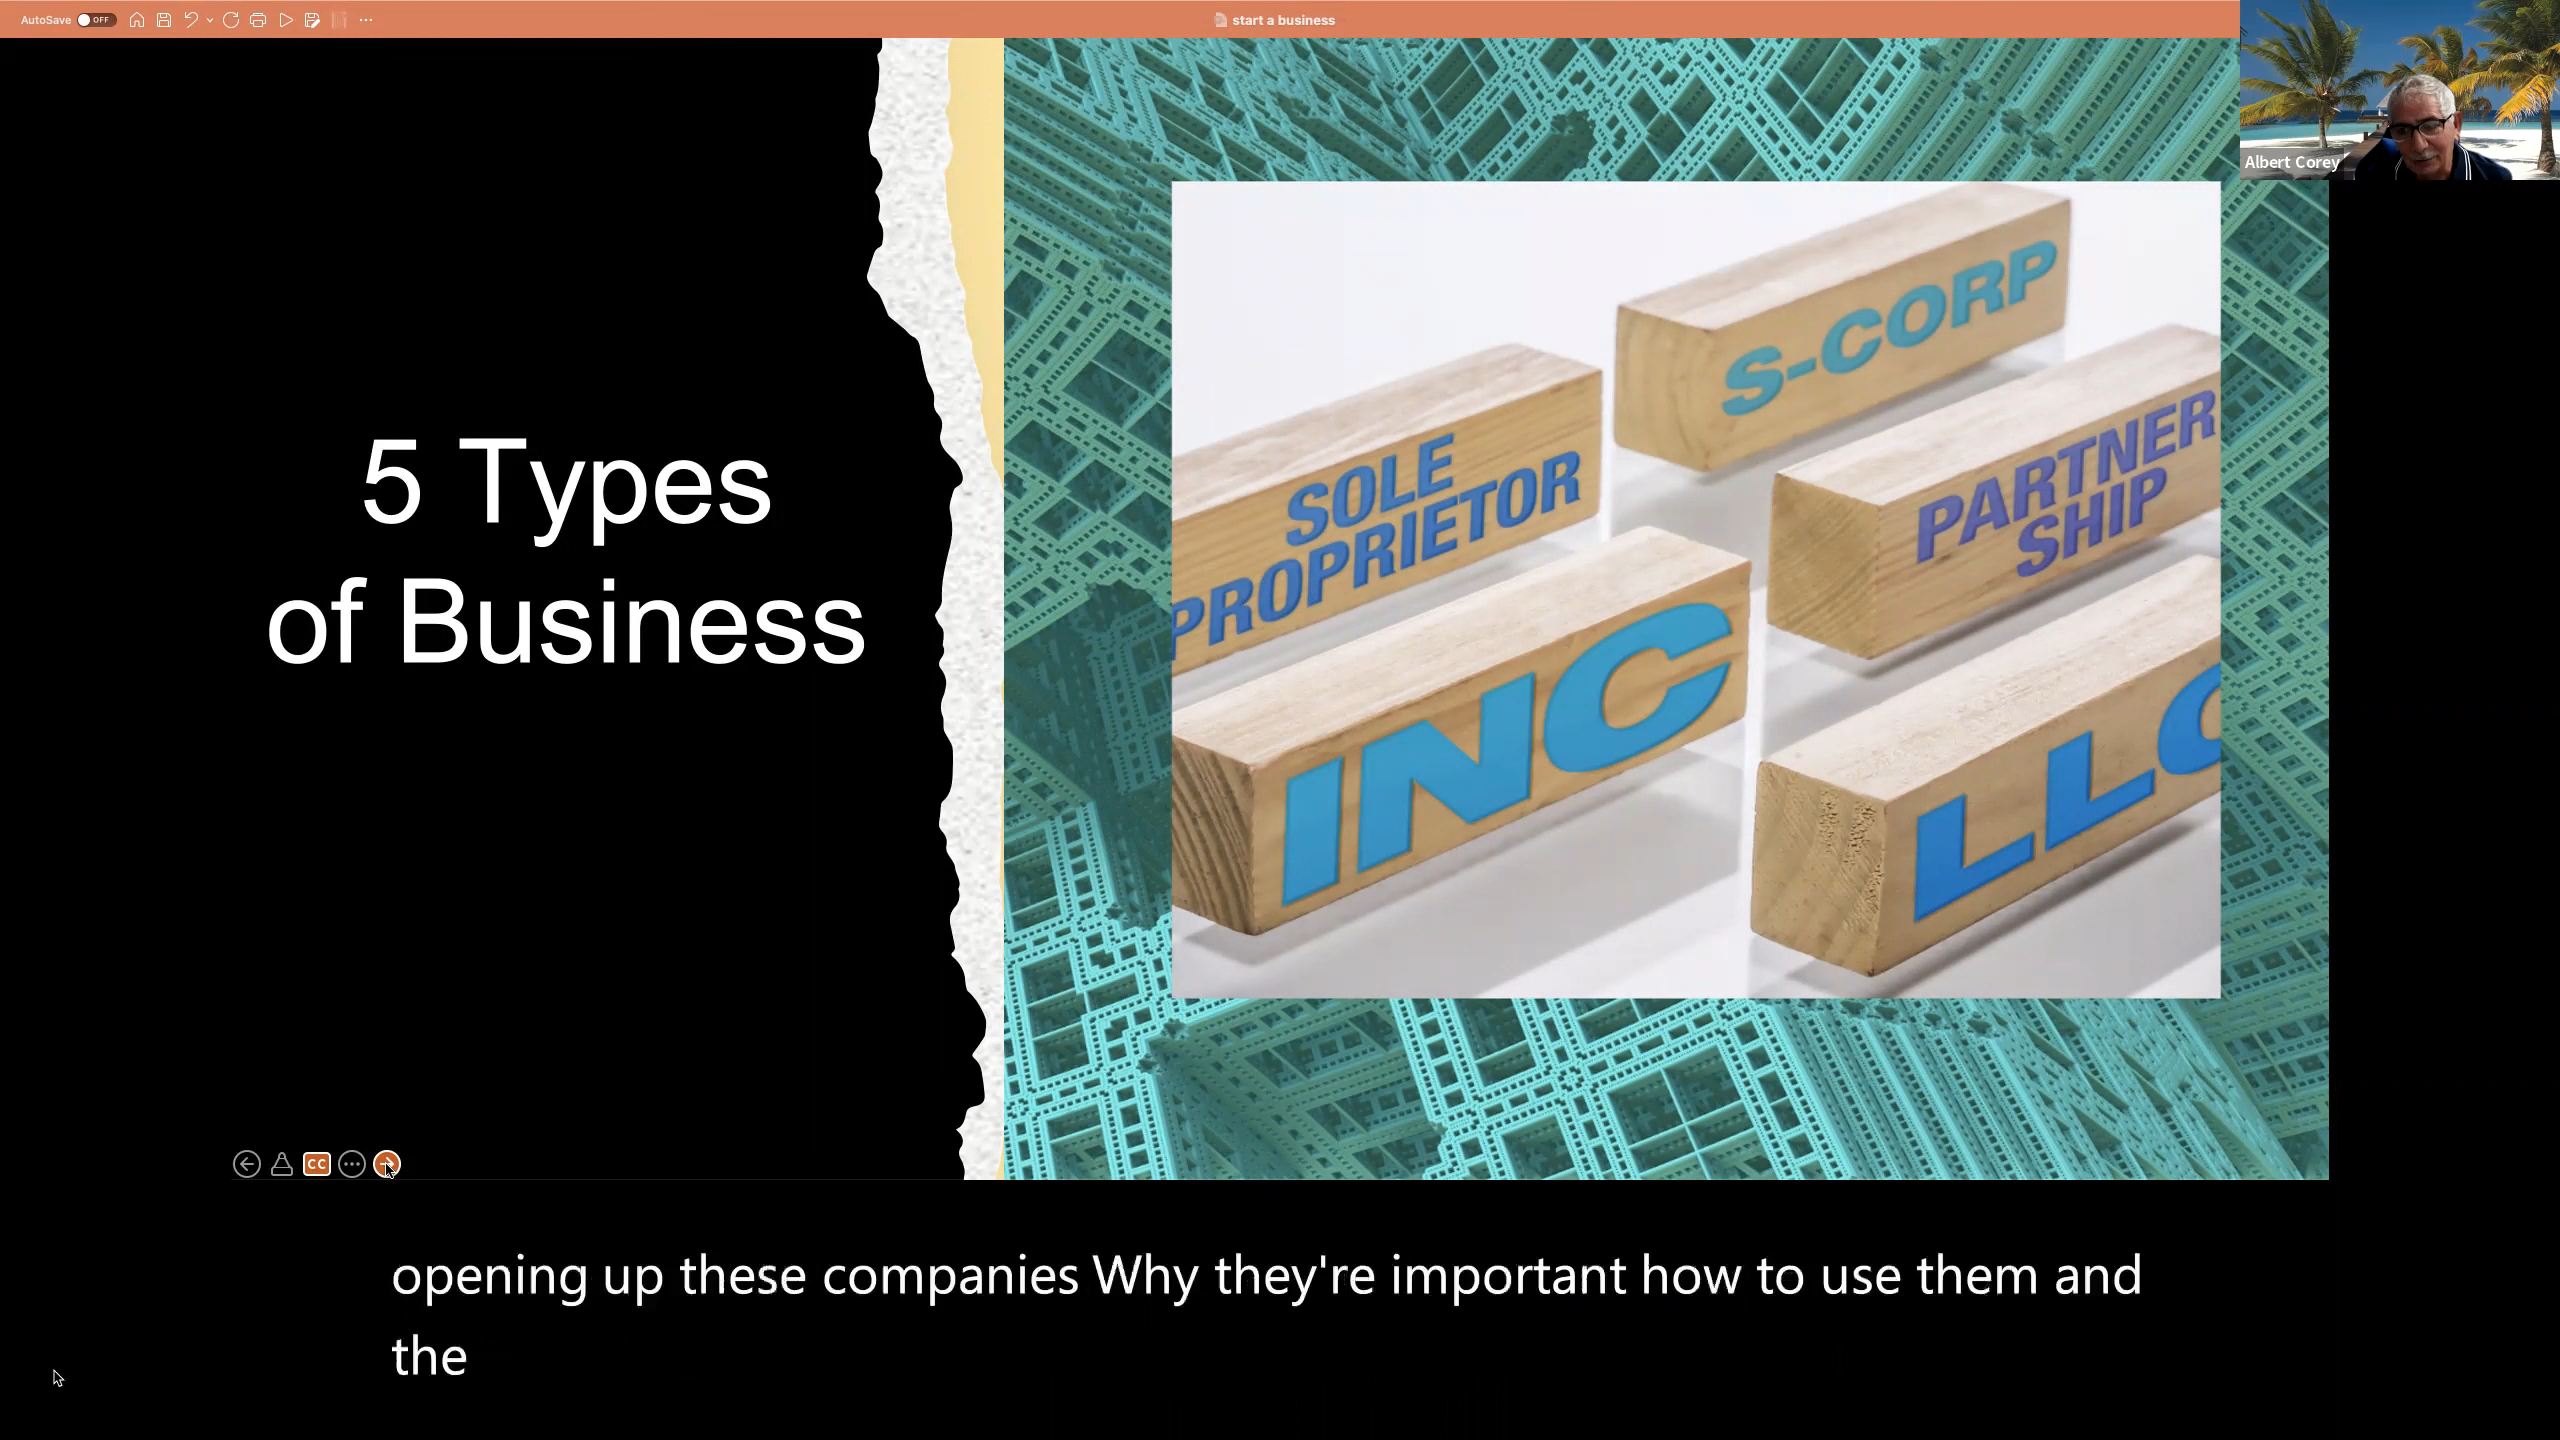 AutoSave OFF
start a business
Albert Corey
5 Types
of Business
S-CORP
SOLE
PROPRIETOR
PARTNER
SHIP
INC
LLC
CC
opening up these companies Why they're important how to use them and
the